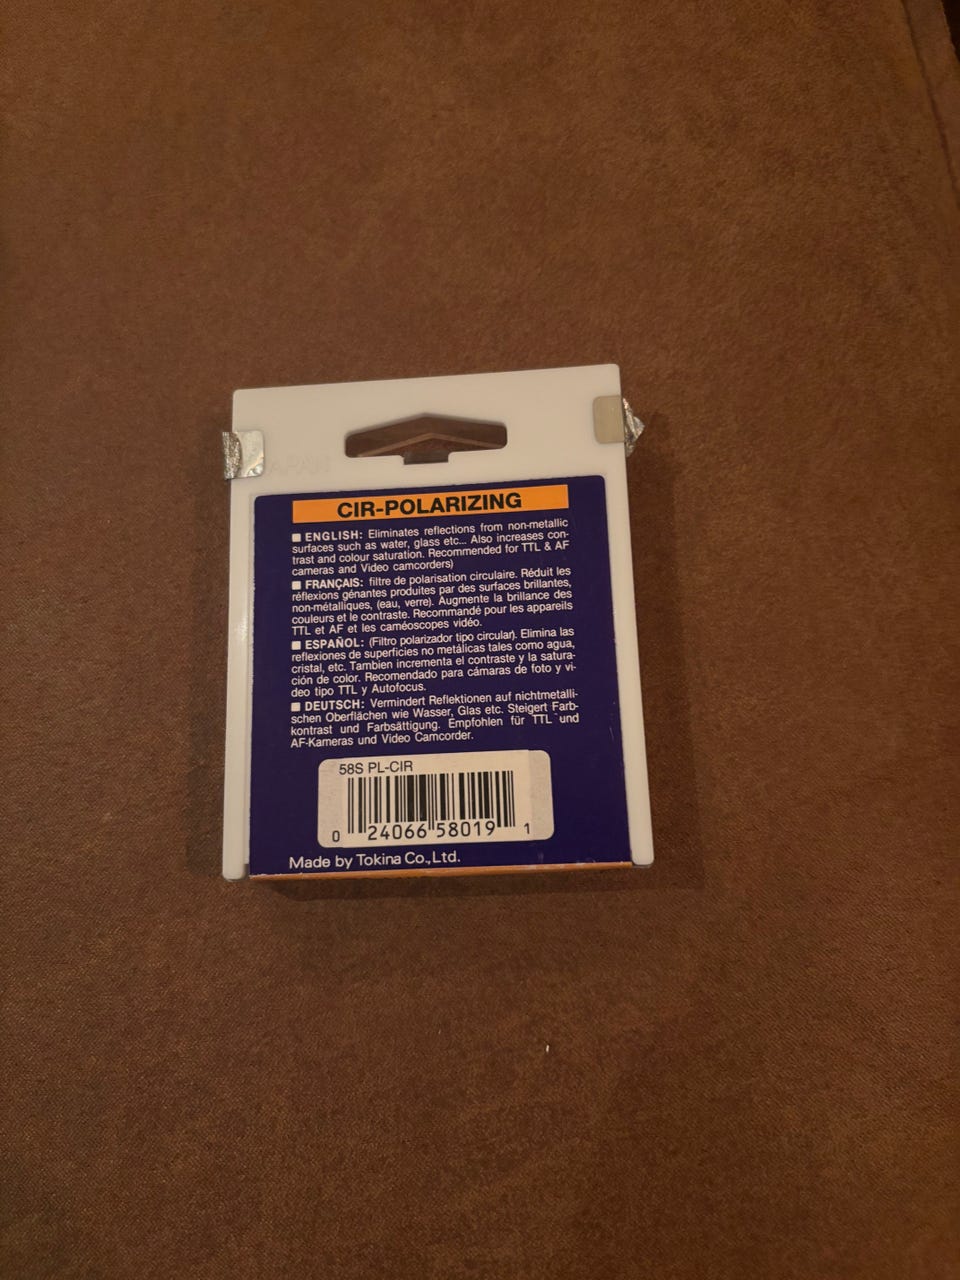 CIR-POLARIZING
■ ENGLISH: Eliminates reflections from non-metallic
surfaces such as water, glass etc... Also increases con-
trast and colour saturation. Recommended for TTL & AF
cameras and Video camcorders)
■ FRANÇAIS: filtre de polarisation circulaire. Réduit les
réflexions gênantes produites par des surfaces brillantes,
non-métalliques, (eau, verre). Augmente la brillance des
couleurs et le contraste. Recommandé pour les appareils
TTL et AF et les caméoscopes vidéo.
■ ESPAÑOL: (Filtro polarizador tipo circular). Elimina las
reflexiones de superficies no metálicas tales como agua,
cristal, etc. Tambien incrementa el contraste y la satura-
ción de color. Recomendado para cámaras de foto y vi-
deo tipo TTL y Autofocus.
■ DEUTSCH: Vermindert Reflektionen auf nichtmetalli-
schen Oberflächen wie Wasser, Glas etc. Steigert Farb-
kontrast und Farbsättigung. Empfohlen für TTL und
AF-Kameras und Video Camcorder.
58S PL-CIR
0 24066 58019 1
Made by Tokina Co., Ltd.